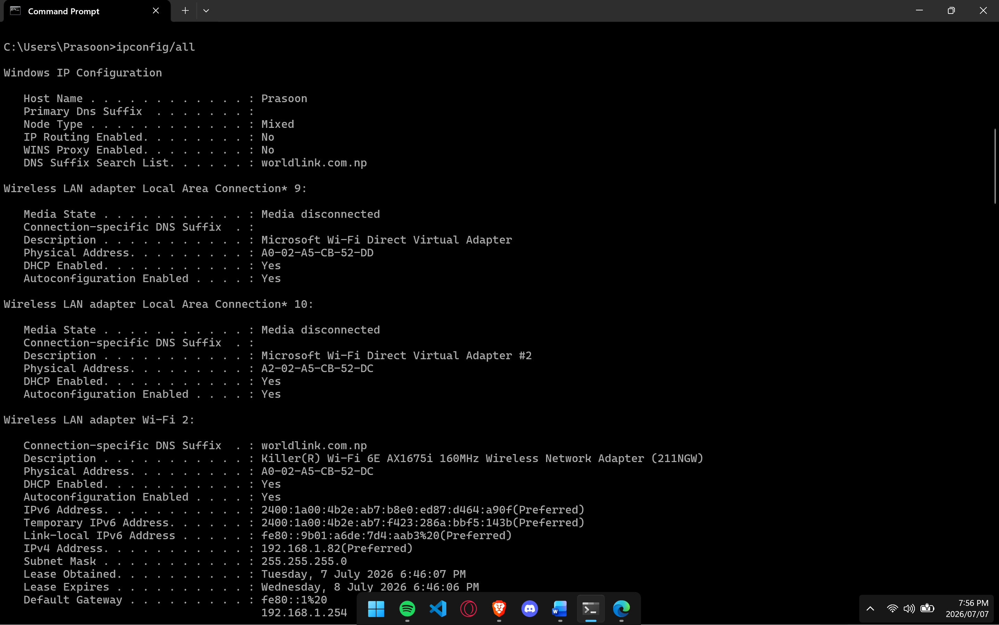 Command Prompt
C:\Users\Prasoon>ipconfig/all
Windows IP Configuration
Host Name . . . . . . . . . . . . : Prasoon
Primary Dns Suffix  . . . . . . . :
Node Type . . . . . . . . . . . . : Mixed
IP Routing Enabled. . . . . . . . : No
WINS Proxy Enabled. . . . . . . . : No
DNS Suffix Search List. . . . . . : worldlink.com.np
Wireless LAN adapter Local Area Connection* 9:
Media State . . . . . . . . . . . : Media disconnected
Connection-specific DNS Suffix  . :
Description . . . . . . . . . . . : Microsoft Wi-Fi Direct Virtual Adapter
Physical Address. . . . . . . . . : A0-02-A5-CB-52-DD
DHCP Enabled. . . . . . . . . . . : Yes
Autoconfiguration Enabled . . . . : Yes
Wireless LAN adapter Local Area Connection* 10:
Media State . . . . . . . . . . . : Media disconnected
Connection-specific DNS Suffix  . :
Description . . . . . . . . . . . : Microsoft Wi-Fi Direct Virtual Adapter #2
Physical Address. . . . . . . . . : A2-02-A5-CB-52-DC
DHCP Enabled. . . . . . . . . . . : Yes
Autoconfiguration Enabled . . . . : Yes
Wireless LAN adapter Wi-Fi 2:
Connection-specific DNS Suffix  . : worldlink.com.np
Description . . . . . . . . . . . : Killer(R) Wi-Fi 6E AX1675i 160MHz Wireless Network Adapter (211NGW)
Physical Address. . . . . . . . . : A0-02-A5-CB-52-DC
DHCP Enabled. . . . . . . . . . . : Yes
Autoconfiguration Enabled . . . . : Yes
IPv6 Address. . . . . . . . . . . : 2400:1a00:4b2e:ab7:b8e0:ed87:d464:a90f(Preferred)
Temporary IPv6 Address. . . . . . : 2400:1a00:4b2e:ab7:f423:286a:bbf5:143b(Preferred)
Link-local IPv6 Address . . . . . : fe80::9b01:a6de:7d4:aab3%20(Preferred)
IPv4 Address. . . . . . . . . . . : 192.168.1.82(Preferred)
Subnet Mask . . . . . . . . . . . : 255.255.255.0
Lease Obtained. . . . . . . . . . : Tuesday, 7 July 2026 6:46:07 PM
Lease Expires . . . . . . . . . . : Wednesday, 8 July 2026 6:46:06 PM
Default Gateway . . . . . . . . . : fe80::1%20
192.168.1.254
7:56 PM
2026/07/07